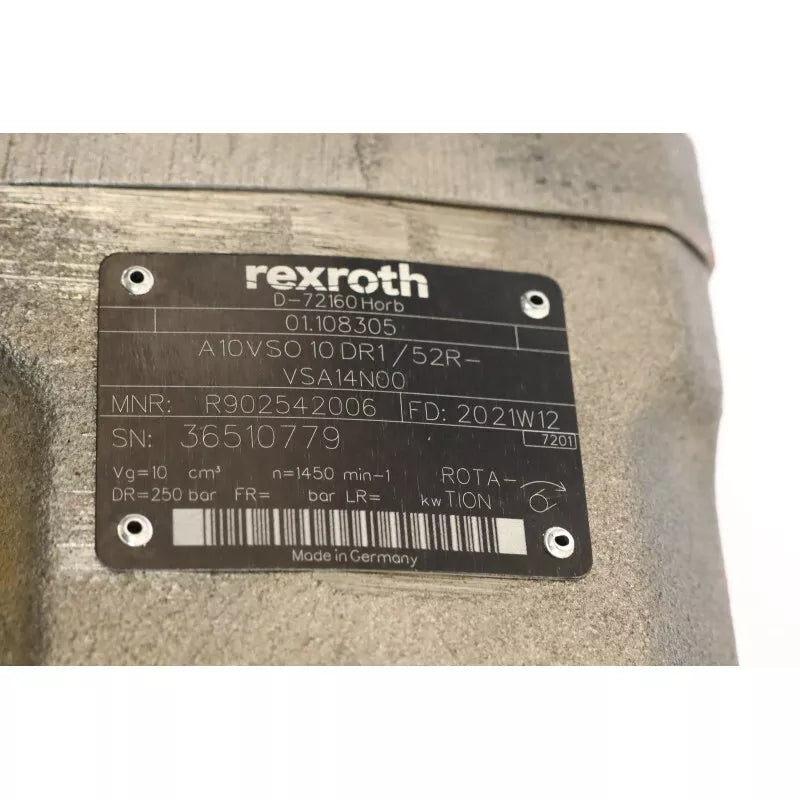 rexroth
D-72160 Horb
01.108305
A10VSO 10 DR1/52R-
VSA14N00
MNR: R902542006 FD: 2021W12
SN: 36510779 7201
Vg=10 cm³ n=1450 min-1 ROTA-
DR=250 bar FR= bar LR= kw TION
Made in Germany